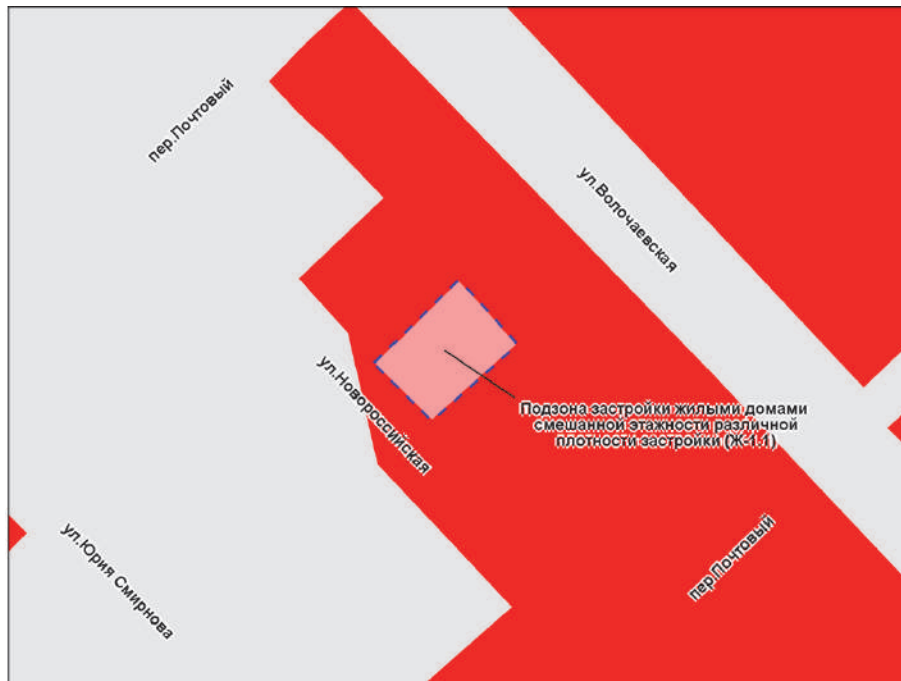 пер.Почтовый
ул.Волочаевская
ул.Новороссийская
Подзона застройки жилыми домами
смешанной этажности различной
плотности застройки (Ж-1.1)
ул.Юрия Смирнова
пер.Почтовый